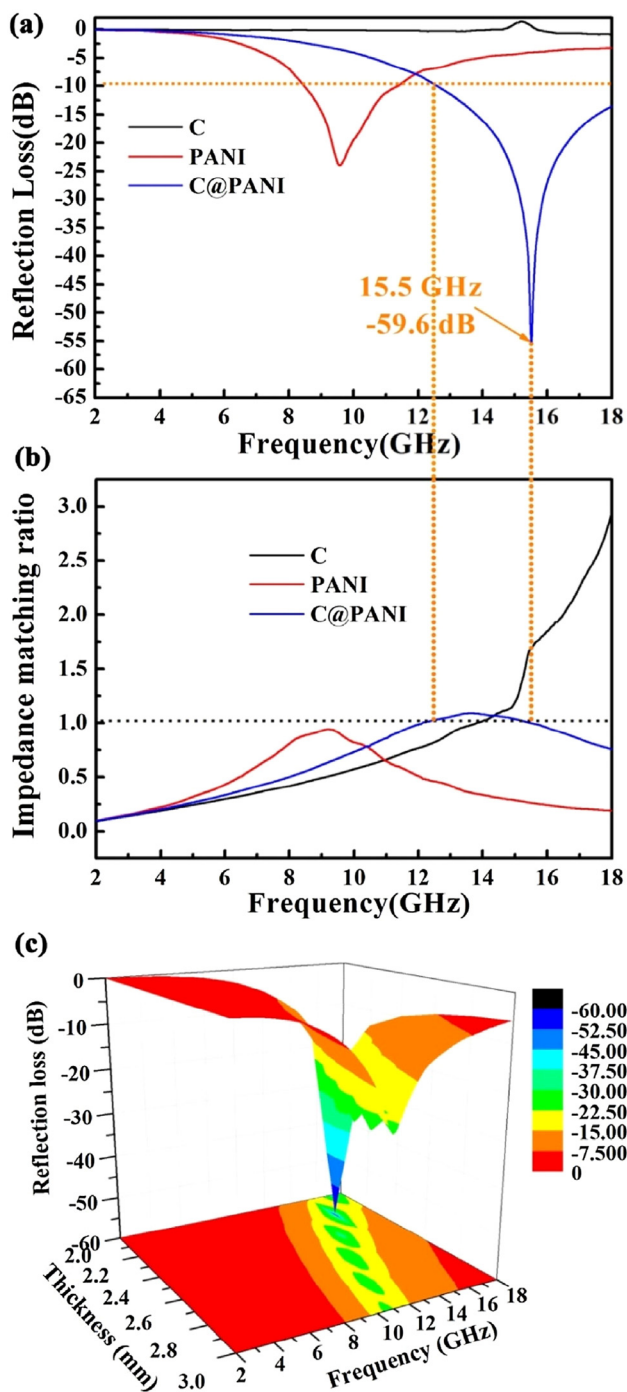 (a)
0
-5
-10
-15
-20
-25
-30
-35
-40
-45
-50
-55
-60
-65
Reflection Loss(dB)
C
PANI
C@PANI
15.5 GHz
-59.6 dB
2 4 6 8 10 12 14 16 18
Frequency(GHz)
(b)
3.0
2.5
2.0
1.5
1.0
0.5
0.0
Impedance matching ratio
C
PANI
C@PANI
2 4 6 8 10 12 14 16 18
Frequency(GHz)
(c)
0
-10
-20
-30
-40
-50
-60
Reflection loss (dB)
-60.00
-52.50
-45.00
-37.50
-30.00
-22.50
-15.00
-7.500
0
2.0
2.2
2.4
2.6
2.8
3.0
Thickness (mm)
2 4 6 8 10 12 14 16 18
Frequency (GHz)